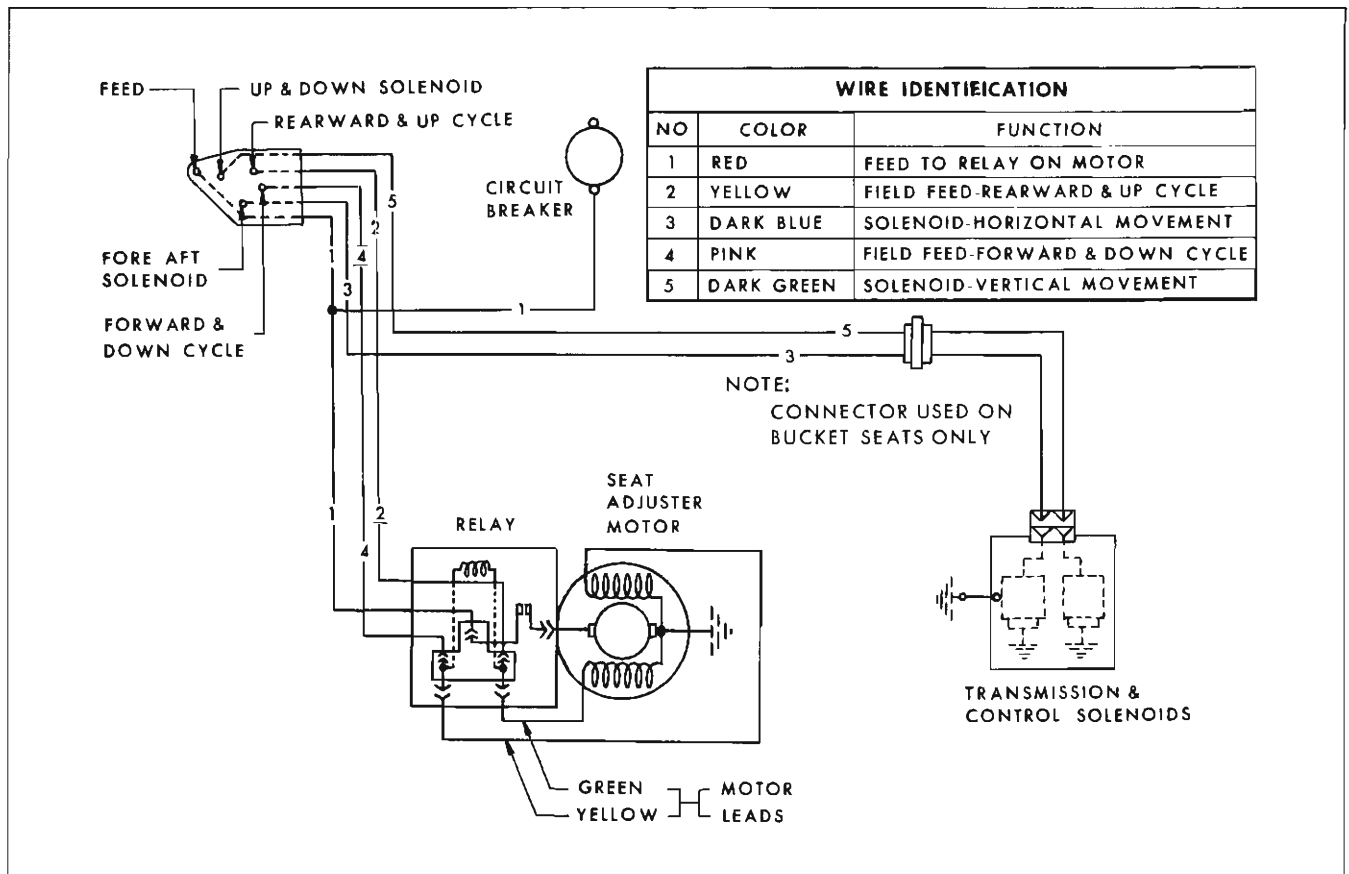 FEED
UP & DOWN SOLENOID
REARWARD & UP CYCLE
FORE AFT
SOLENOID
FORWARD &
DOWN CYCLE
CIRCUIT
BREAKER
WIRE IDENTIFICATION
NO COLOR FUNCTION
1 RED FEED TO RELAY ON MOTOR
2 YELLOW FIELD FEED-REARWARD & UP CYCLE
3 DARK BLUE SOLENOID-HORIZONTAL MOVEMENT
4 PINK FIELD FEED-FORWARD & DOWN CYCLE
5 DARK GREEN SOLENOID-VERTICAL MOVEMENT
5
2
1
4
3
1
5
3
NOTE:
CONNECTOR USED ON
BUCKET SEATS ONLY
1
2
4
RELAY
SEAT
ADJUSTER
MOTOR
TRANSMISSION &
CONTROL SOLENOIDS
GREEN
YELLOW
MOTOR
LEADS